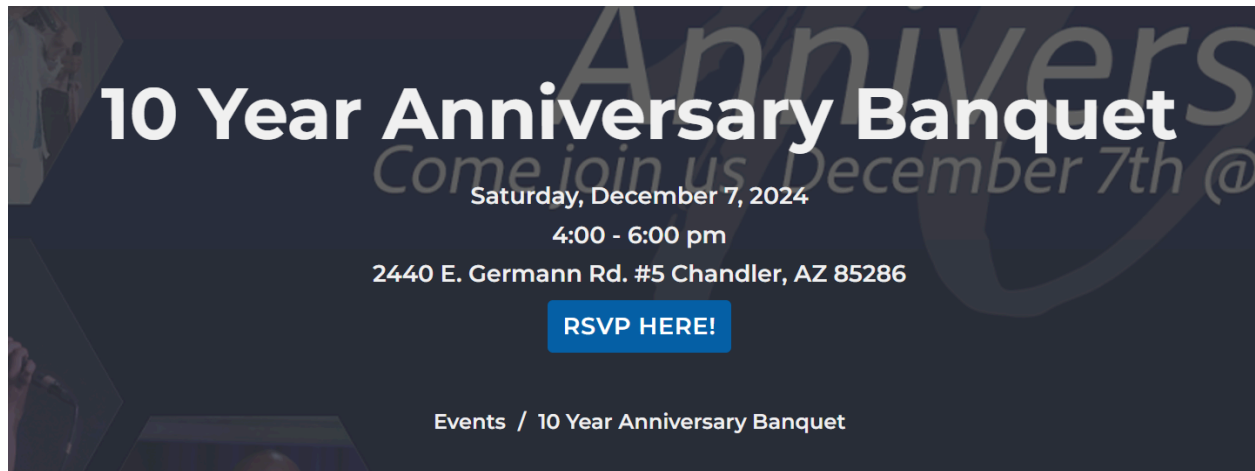 Annivers
10 Year Anniversary Banquet
Come join us December 7th @
Saturday, December 7, 2024
4:00 - 6:00 pm
2440 E. Germann Rd. #5 Chandler, AZ 85286
RSVP HERE!
Events / 10 Year Anniversary Banquet